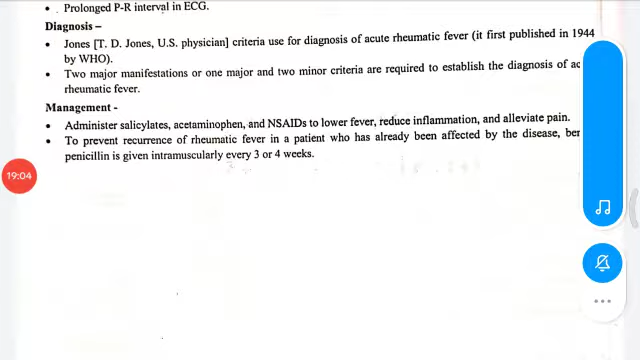 • Prolonged P-R interval in ECG.
Diagnosis –
• Jones [T. D. Jones, U.S. physician] criteria use for diagnosis of acute rheumatic fever (it first published in 1944
by WHO).
• Two major manifestations or one major and two minor criteria are required to establish the diagnosis of ac
rheumatic fever.
Management -
• Administer salicylates, acetaminophen, and NSAIDs to lower fever, reduce inflammation, and alleviate pain.
• To prevent recurrence of rheumatic fever in a patient who has already been affected by the disease, ben
penicillin is given intramuscularly every 3 or 4 weeks.
19:04